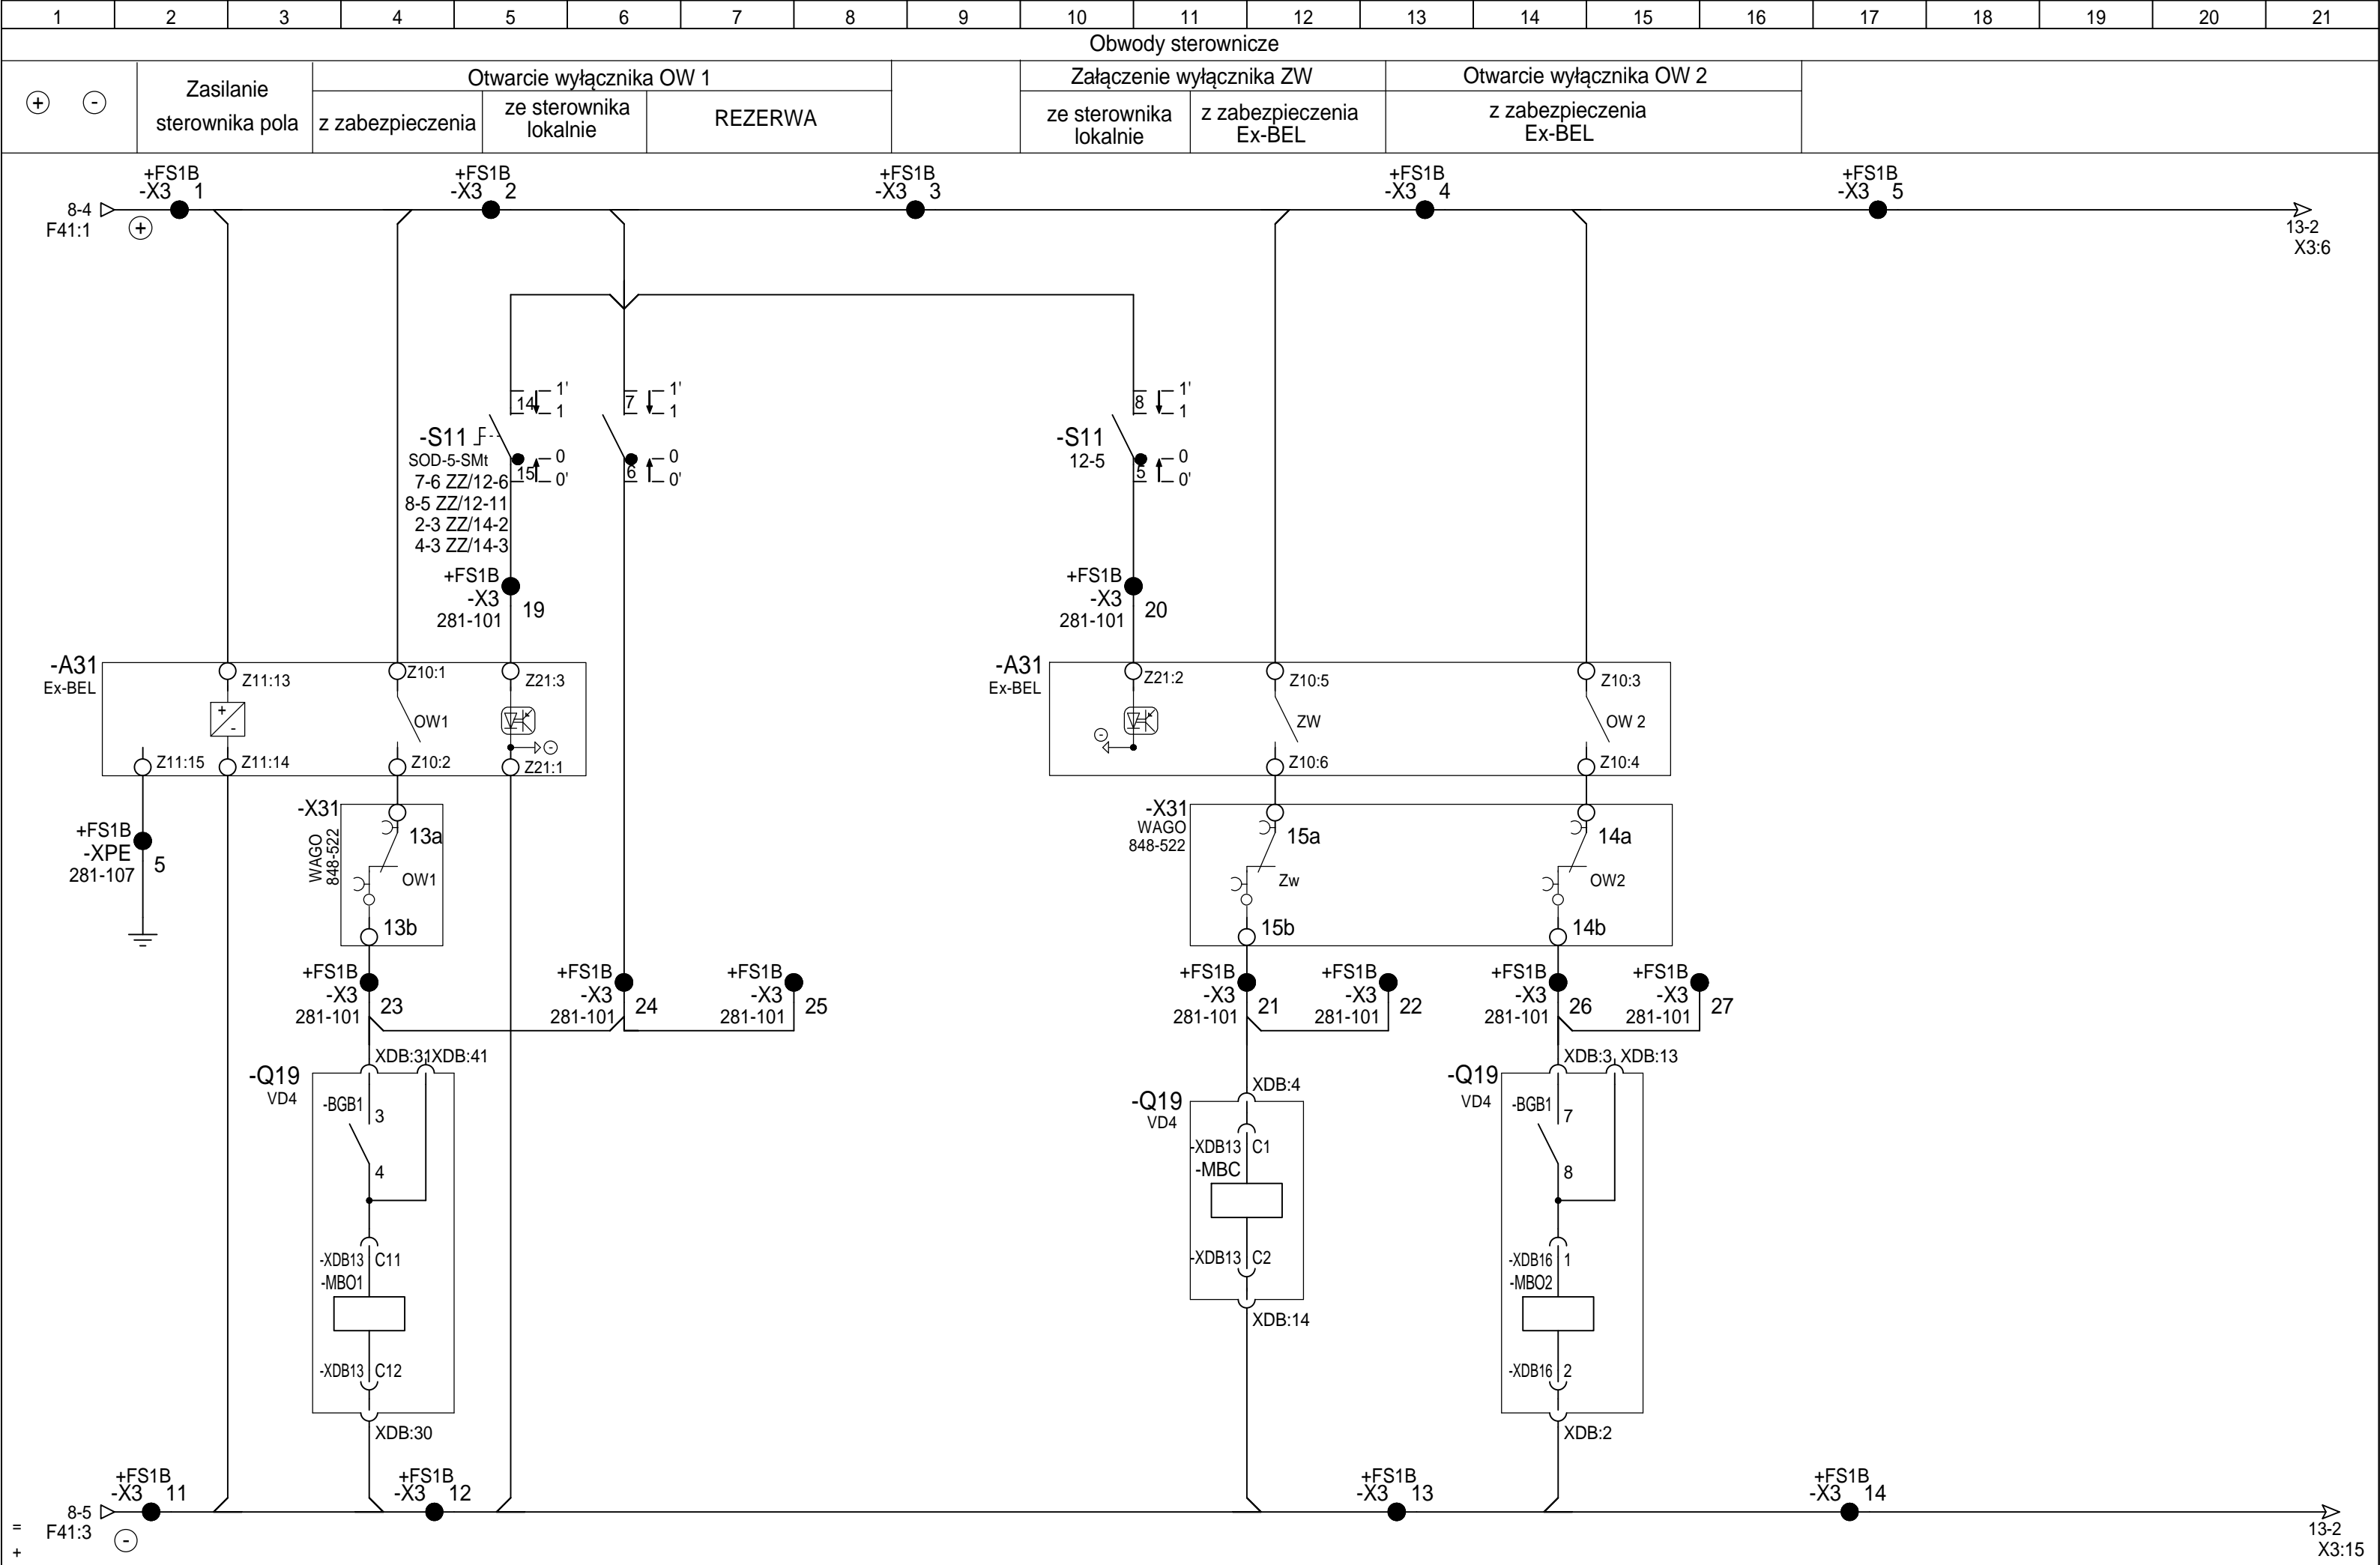 1 2 3 4 5 6 7 8 9 10 11 12 13 14 15 16 17 18 19 20 21
Obwody sterownicze
+ -
Zasilanie
sterownika pola
Otwarcie wyłącznika OW 1
z zabezpieczenia
ze sterownika
lokalnie
REZERWA
Załączenie wyłącznika ZW
ze sterownika
lokalnie
z zabezpieczenia
Ex-BEL
Otwarcie wyłącznika OW 2
z zabezpieczenia
Ex-BEL
8-4
F41:1
+
+FS1B
-X3 1
+FS1B
-X3 2
+FS1B
-X3 3
+FS1B
-X3 4
+FS1B
-X3 5
13-2
X3:6
-S11
SOD-5-SMt
7-6 ZZ/12-6
8-5 ZZ/12-11
2-3 ZZ/14-2
4-3 ZZ/14-3
14
1'
1
15
0
0'
7
1'
1
6
0
0'
-S11
12-5
8
1'
1
5
0
0'
+FS1B
-X3
281-101
19
+FS1B
-X3
281-101
20
-A31
Ex-BEL
Z11:13
+
-
Z11:15
Z11:14
Z10:1
OW1
Z10:2
Z21:3
-
Z21:1
-A31
Ex-BEL
Z21:2
-
Z10:5
ZW
Z10:6
Z10:3
OW 2
Z10:4
+FS1B
-XPE
281-107
5
-X31
WAGO
848-522
13a
OW1
13b
-X31
WAGO
848-522
15a
Zw
15b
14a
OW2
14b
+FS1B
-X3
281-101
23
+FS1B
-X3
281-101
24
+FS1B
-X3
281-101
25
+FS1B
-X3
281-101
21
+FS1B
-X3
281-101
22
+FS1B
-X3
281-101
26
+FS1B
-X3
281-101
27
-Q19
VD4
XDB:31
XDB:41
-BGB1
3
4
-XDB13 C11
-MBO1
-XDB13 C12
XDB:30
-Q19
VD4
XDB:4
-XDB13 C1
-MBC
-XDB13 C2
XDB:14
-Q19
VD4
XDB:3
XDB:13
-BGB1
7
8
-XDB16 1
-MBO2
-XDB16 2
XDB:2
8-5
F41:3
-
+FS1B
-X3 11
+FS1B
-X3 12
+FS1B
-X3 13
+FS1B
-X3 14
13-2
X3:15
=
+